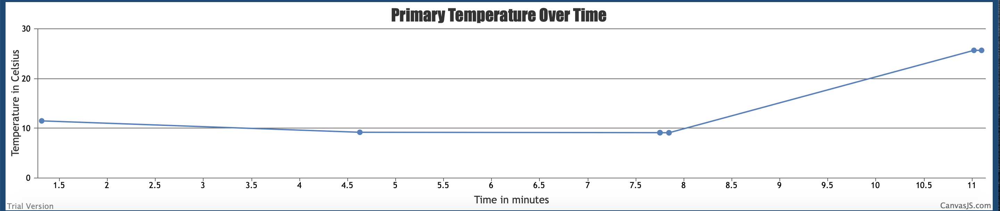 Primary Temperature Over Time
Temperature in Celsius
30
20
10
0
1.5 2 2.5 3 3.5 4 4.5 5 5.5 6 6.5 7 7.5 8 8.5 9 9.5 10 10.5 11
Time in minutes
Trial Version
CanvasJS.com